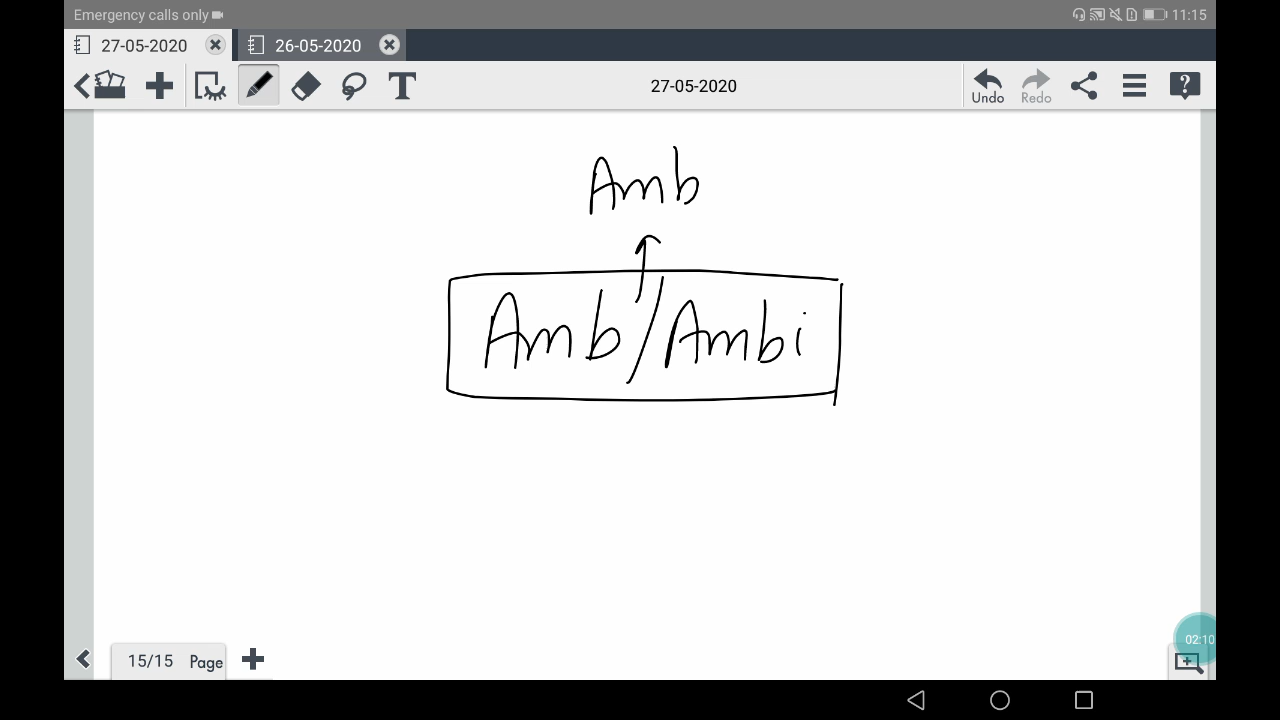 Emergency calls only 11:15
27-05-2020 26-05-2020
T 27-05-2020 Undo Redo ?
Amb
Amb/Ambi
02:10
15/15 Page